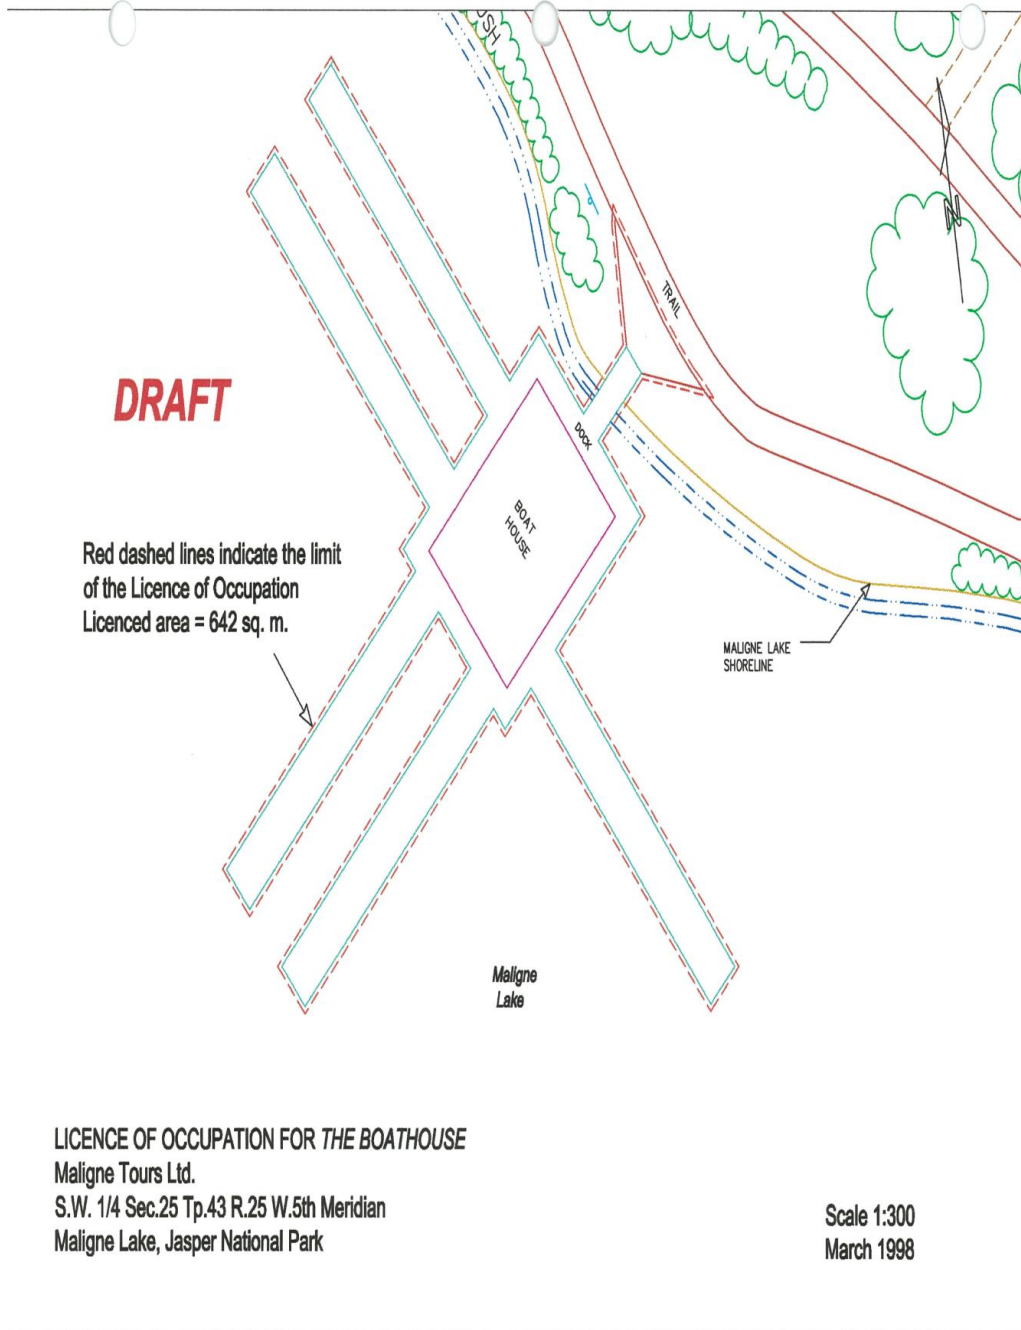 USH
N
TRAIL
DRAFT
DOCK
BOAT
HOUSE
Red dashed lines indicate the limit
of the Licence of Occupation
Licenced area = 642 sq. m.
MALIGNE LAKE
SHORELINE
Maligne
Lake
LICENCE OF OCCUPATION FOR THE BOATHOUSE
Maligne Tours Ltd.
S.W. 1/4 Sec.25 Tp.43 R.25 W.5th Meridian
Maligne Lake, Jasper National Park
Scale 1:300
March 1998